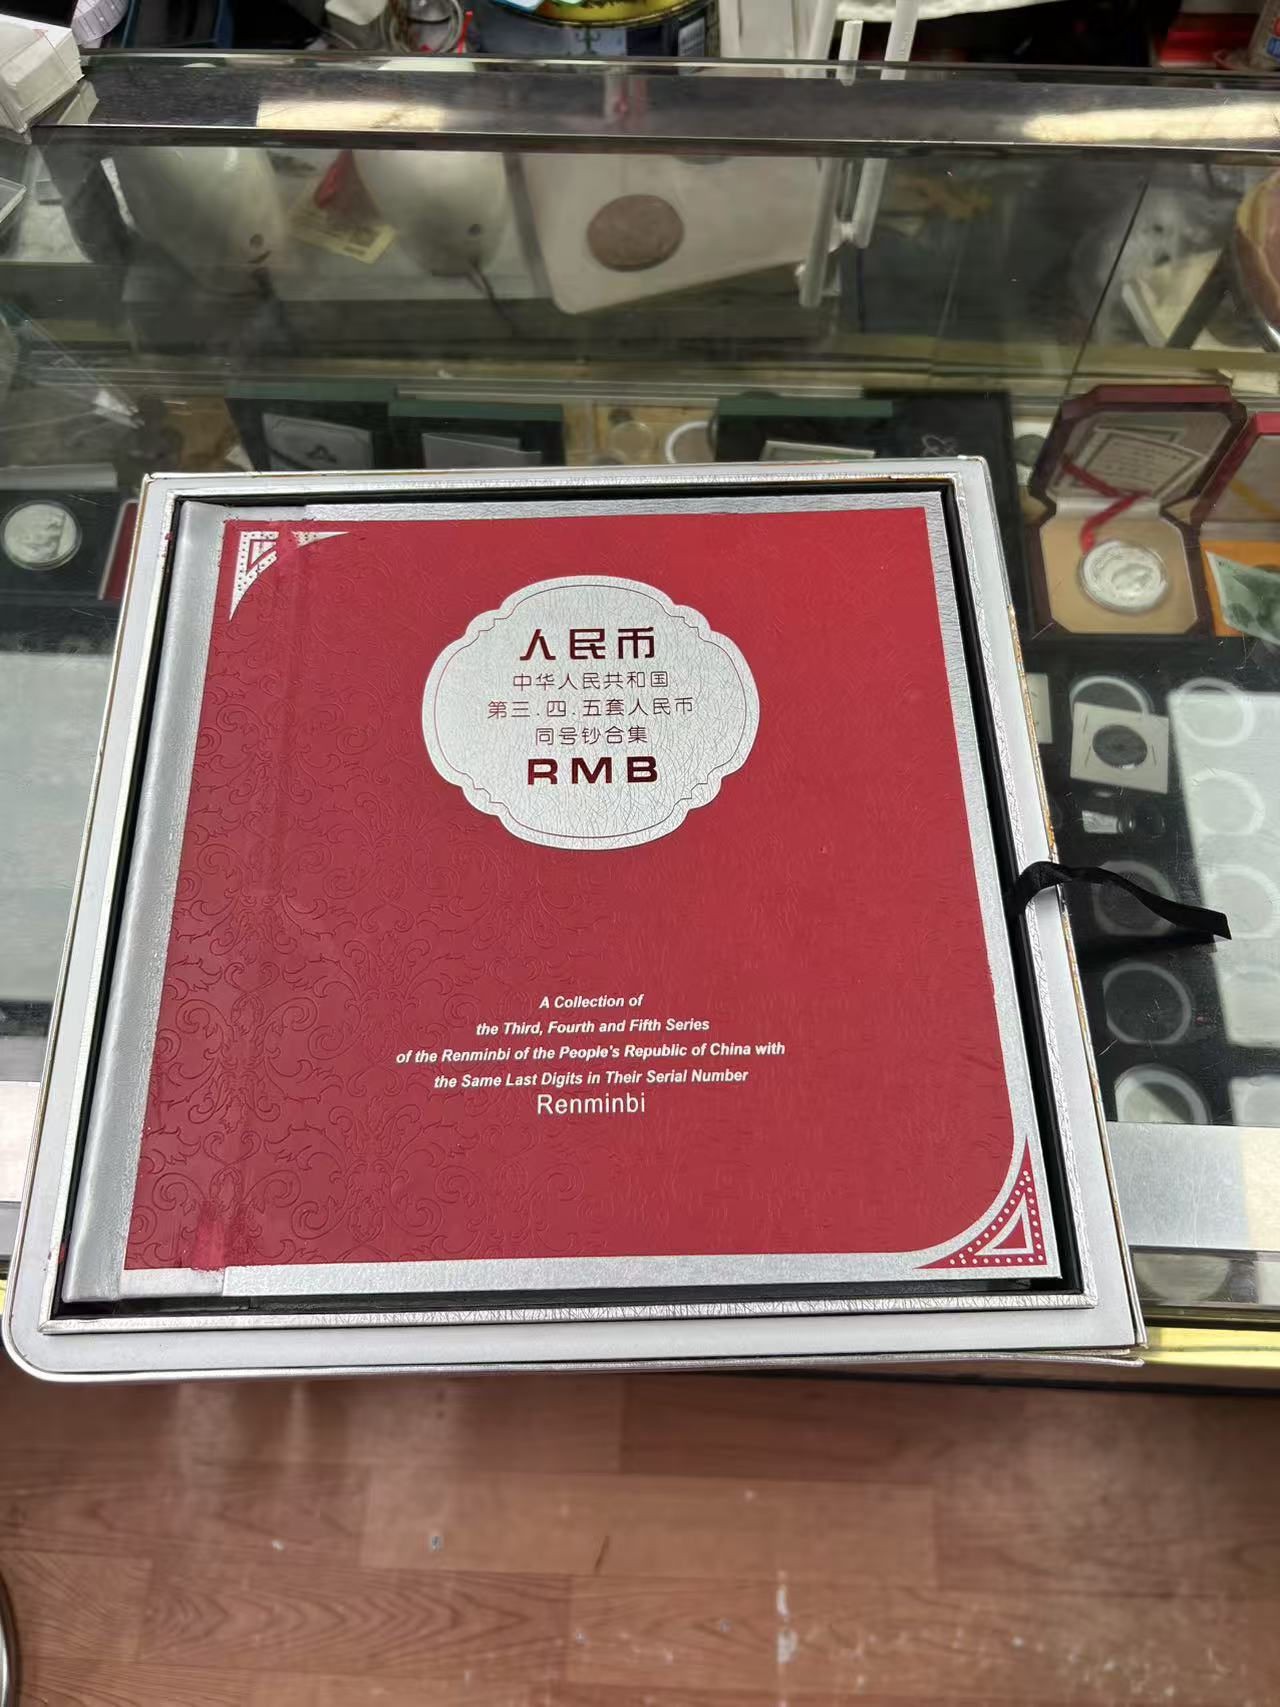 人民币
中华人民共和国
第三.四.五套人民币
同号钞合集
RMB
A Collection of
the Third, Fourth and Fifth Series
of the Renminbi of the People's Republic of China with
the Same Last Digits in Their Serial Number
Renminbi